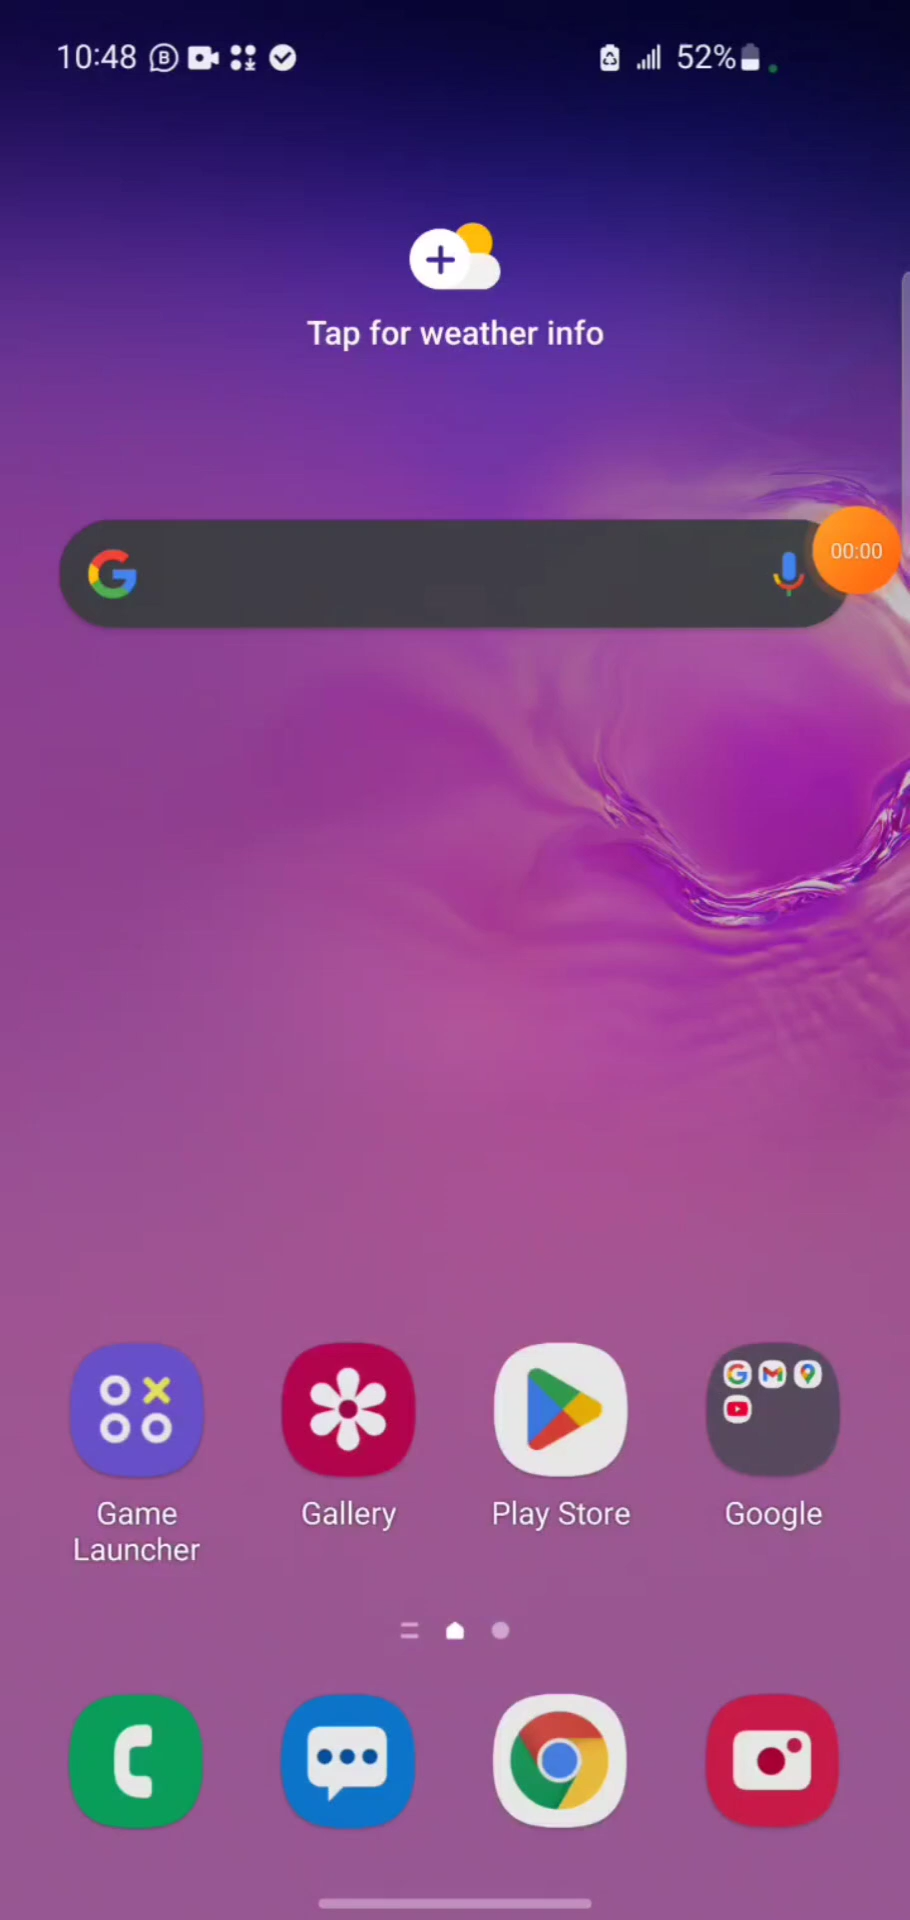 10:48
52%
Tap for weather info
00:00
Game
Launcher
Gallery
Play Store
Google